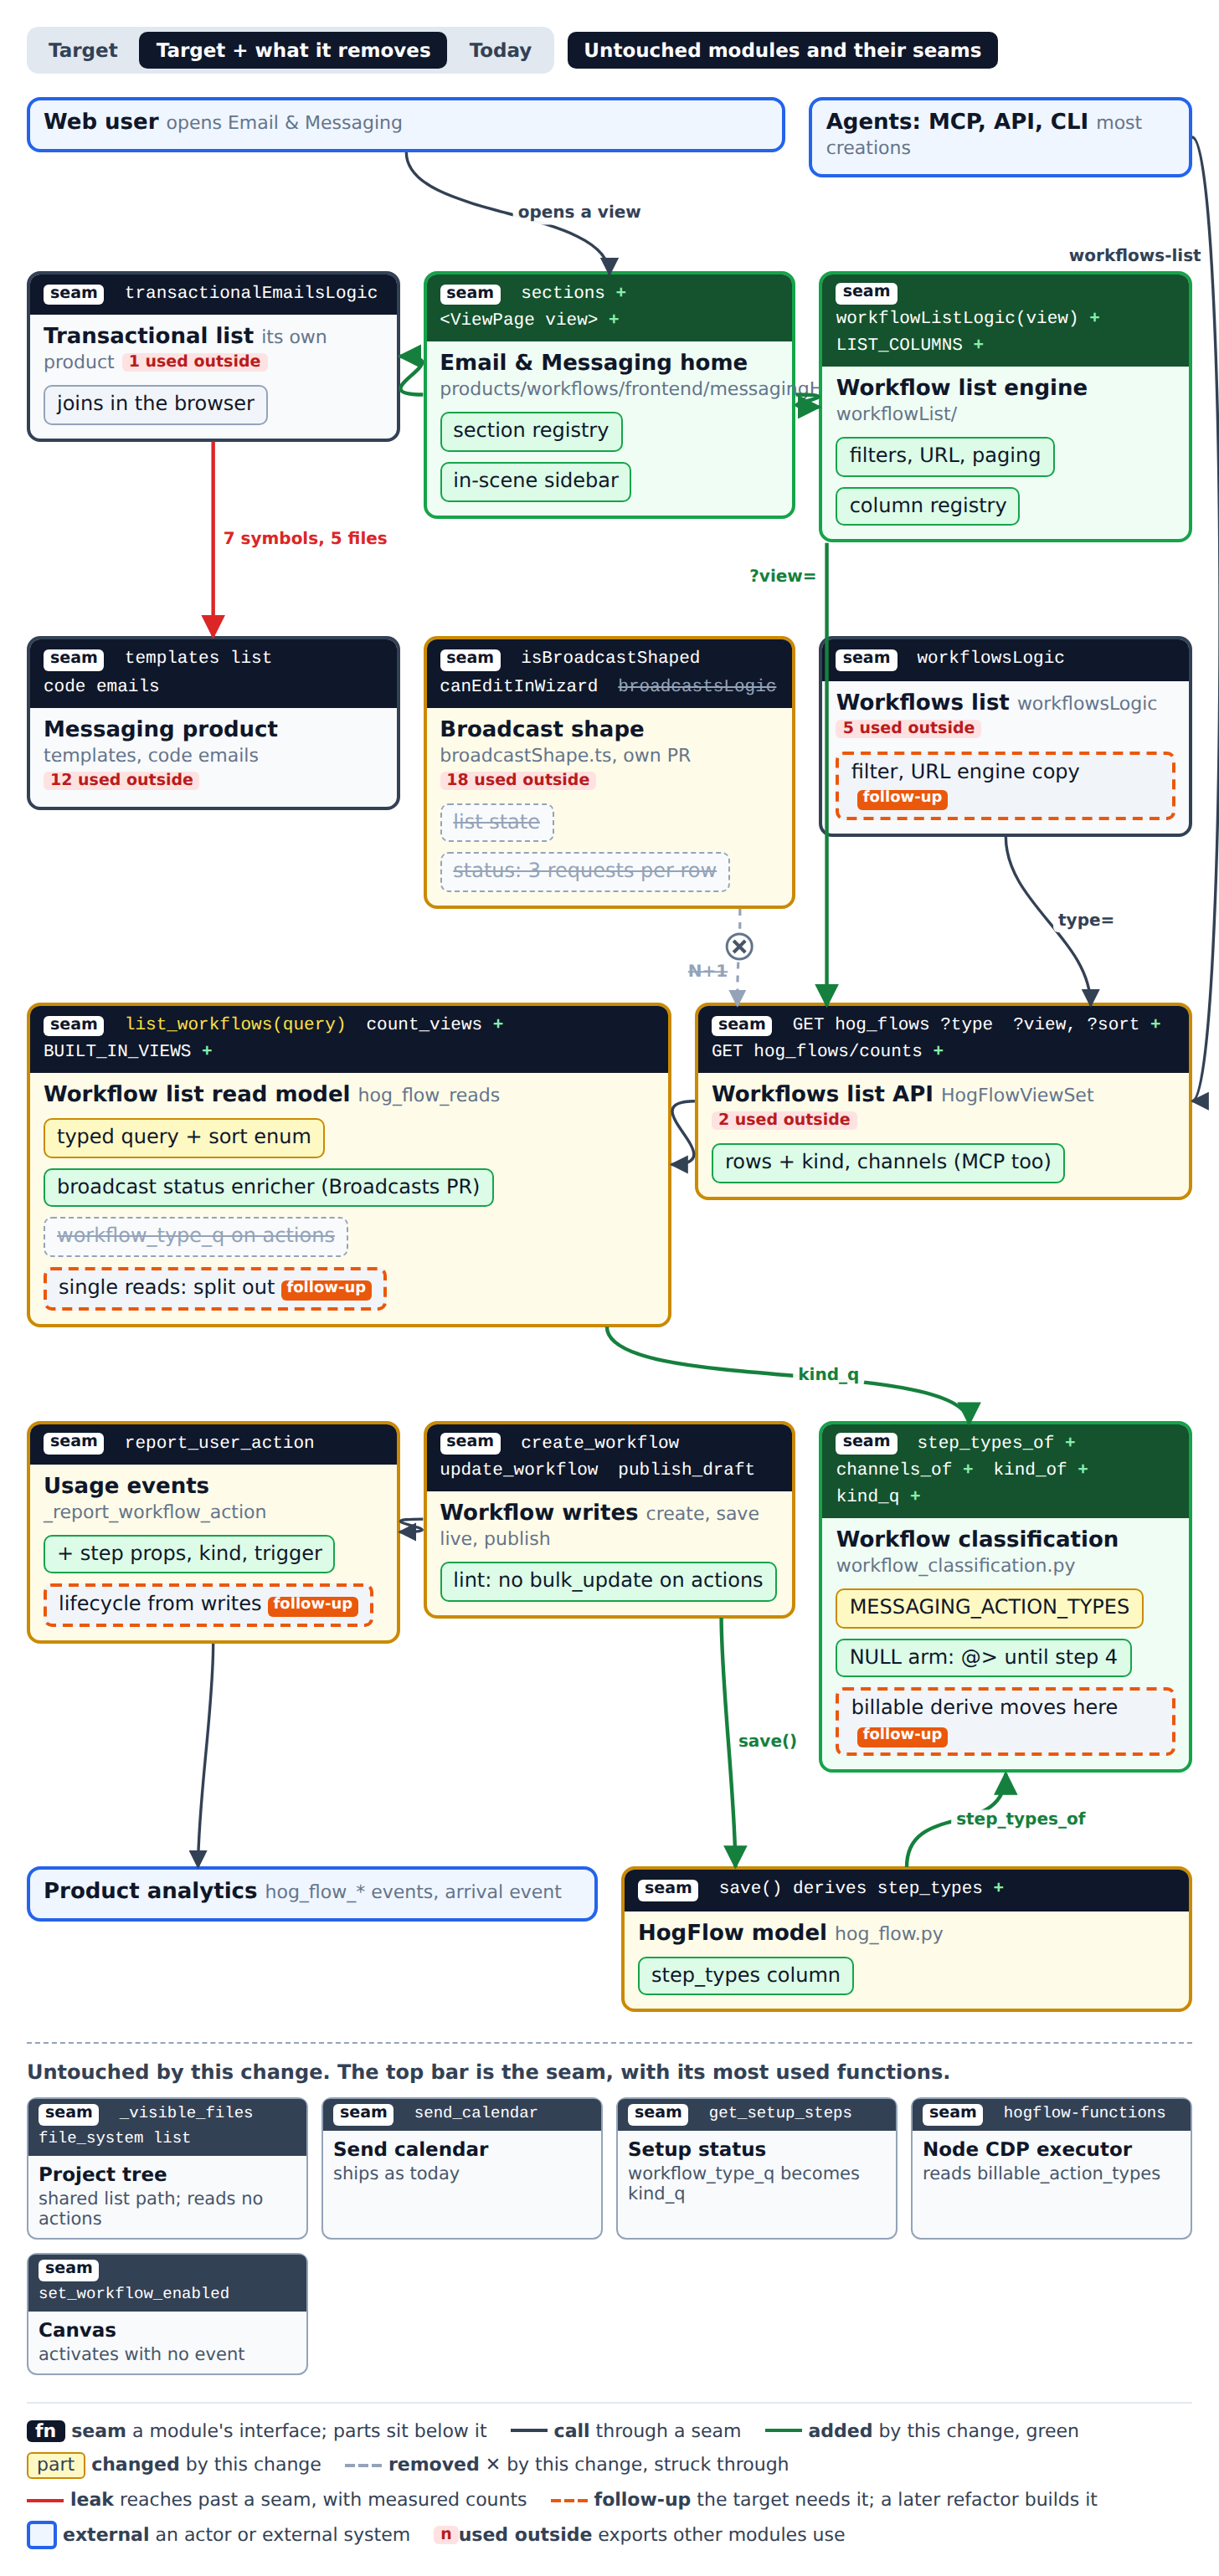 Target Target + what it removes Today Untouched modules and their seams
Web user opens Email & Messaging
Agents: MCP, API, CLI most
creations
opens a view
workflows-list
seam transactionalEmailsLogic
Transactional list its own
product 1 used outside
joins in the browser
seam sections +
<ViewPage view> +
Email & Messaging home
products/workflows/frontend/messagingH
section registry
in-scene sidebar
seam
workflowListLogic(view) +
LIST_COLUMNS +
Workflow list engine
workflowList/
filters, URL, paging
column registry
7 symbols, 5 files
?view=
seam templates list
code emails
Messaging product
templates, code emails
12 used outside
seam isBroadcastShaped
canEditInWizard broadcastsLogic
Broadcast shape
broadcastShape.ts, own PR
18 used outside
list state
status: 3 requests per row
seam workflowsLogic
Workflows list workflowsLogic
5 used outside
filter, URL engine copy
follow-up
type=
N+1
seam list_workflows(query) count_views +
BUILT_IN_VIEWS +
Workflow list read model hog_flow_reads
typed query + sort enum
broadcast status enricher (Broadcasts PR)
workflow_type_q on actions
single reads: split out follow-up
seam GET hog_flows ?type ?view, ?sort +
GET hog_flows/counts +
Workflows list API HogFlowViewSet
2 used outside
rows + kind, channels (MCP too)
kind_q
seam report_user_action
Usage events
_report_workflow_action
+ step props, kind, trigger
lifecycle from writes follow-up
seam create_workflow
update_workflow publish_draft
Workflow writes create, save
live, publish
lint: no bulk_update on actions
seam step_types_of +
channels_of + kind_of +
kind_q +
Workflow classification
workflow_classification.py
MESSAGING_ACTION_TYPES
NULL arm: @> until step 4
billable derive moves here
follow-up
save()
step_types_of
Product analytics hog_flow_* events, arrival event
seam save() derives step_types +
HogFlow model hog_flow.py
step_types column
Untouched by this change. The top bar is the seam, with its most used functions.
seam _visible_files
file_system list
Project tree
shared list path; reads no
actions
seam send_calendar
Send calendar
ships as today
seam get_setup_steps
Setup status
workflow_type_q becomes
kind_q
seam hogflow-functions
Node CDP executor
reads billable_action_types
seam
set_workflow_enabled
Canvas
activates with no event
fn seam a module's interface; parts sit below it call through a seam added by this change, green
part changed by this change removed ✕ by this change, struck through
leak reaches past a seam, with measured counts follow-up the target needs it; a later refactor builds it
external an actor or external system n used outside exports other modules use